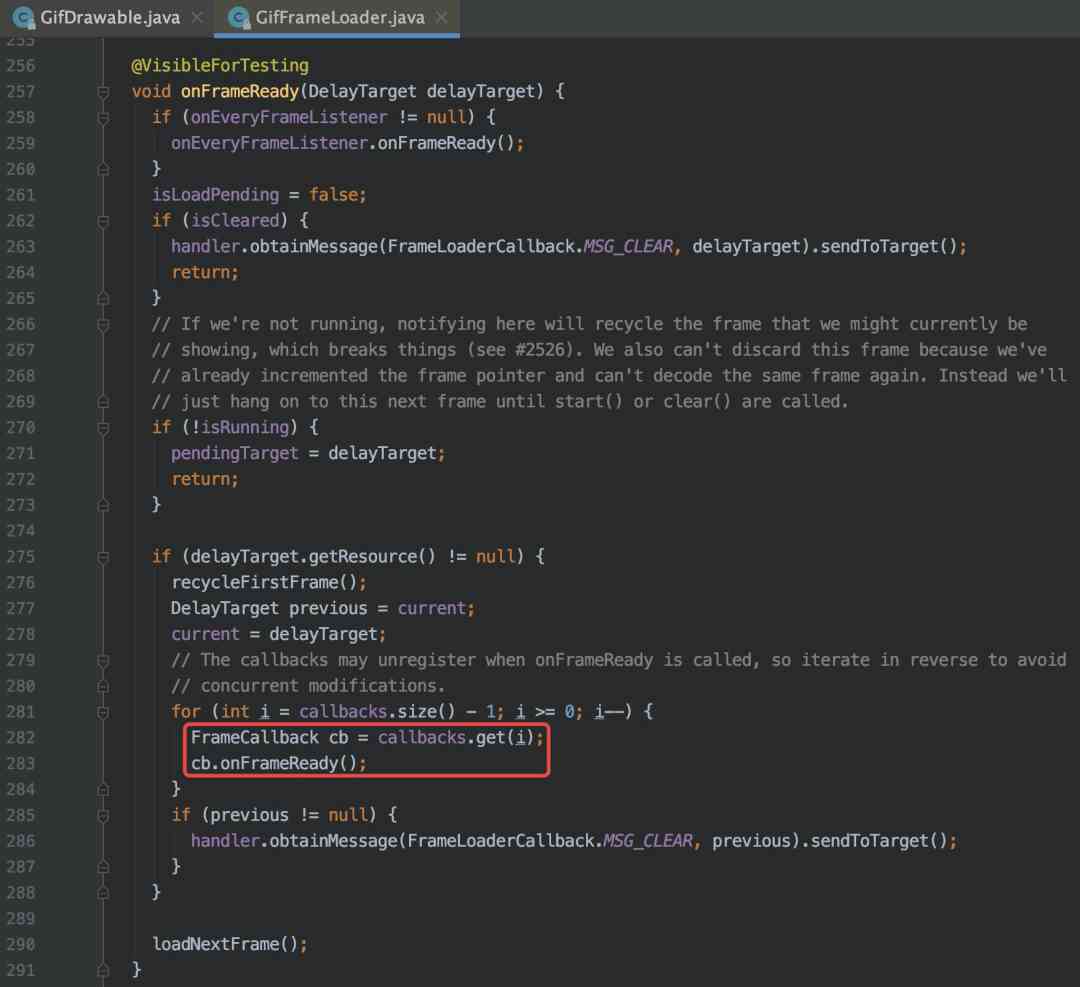 GifDrawable.java × GifFrameLoader.java ×
255
256 @VisibleForTesting
257 void onFrameReady(DelayTarget delayTarget) {
258 if (onEveryFrameListener != null) {
259 onEveryFrameListener.onFrameReady();
260 }
261 isLoadPending = false;
262 if (isCleared) {
263 handler.obtainMessage(FrameLoaderCallback.MSG_CLEAR, delayTarget).sendToTarget();
264 return;
265 }
266 // If we're not running, notifying here will recycle the frame that we might currently be
267 // showing, which breaks things (see #2526). We also can't discard this frame because we've
268 // already incremented the frame pointer and can't decode the same frame again. Instead we'll
269 // just hang on to this next frame until start() or clear() are called.
270 if (!isRunning) {
271 pendingTarget = delayTarget;
272 return;
273 }
274
275 if (delayTarget.getResource() != null) {
276 recycleFirstFrame();
277 DelayTarget previous = current;
278 current = delayTarget;
279 // The callbacks may unregister when onFrameReady is called, so iterate in reverse to avoid
280 // concurrent modifications.
281 for (int i = callbacks.size() - 1; i >= 0; i--) {
282 FrameCallback cb = callbacks.get(i);
283 cb.onFrameReady();
284 }
285 if (previous != null) {
286 handler.obtainMessage(FrameLoaderCallback.MSG_CLEAR, previous).sendToTarget();
287 }
288 }
289
290 loadNextFrame();
291 }